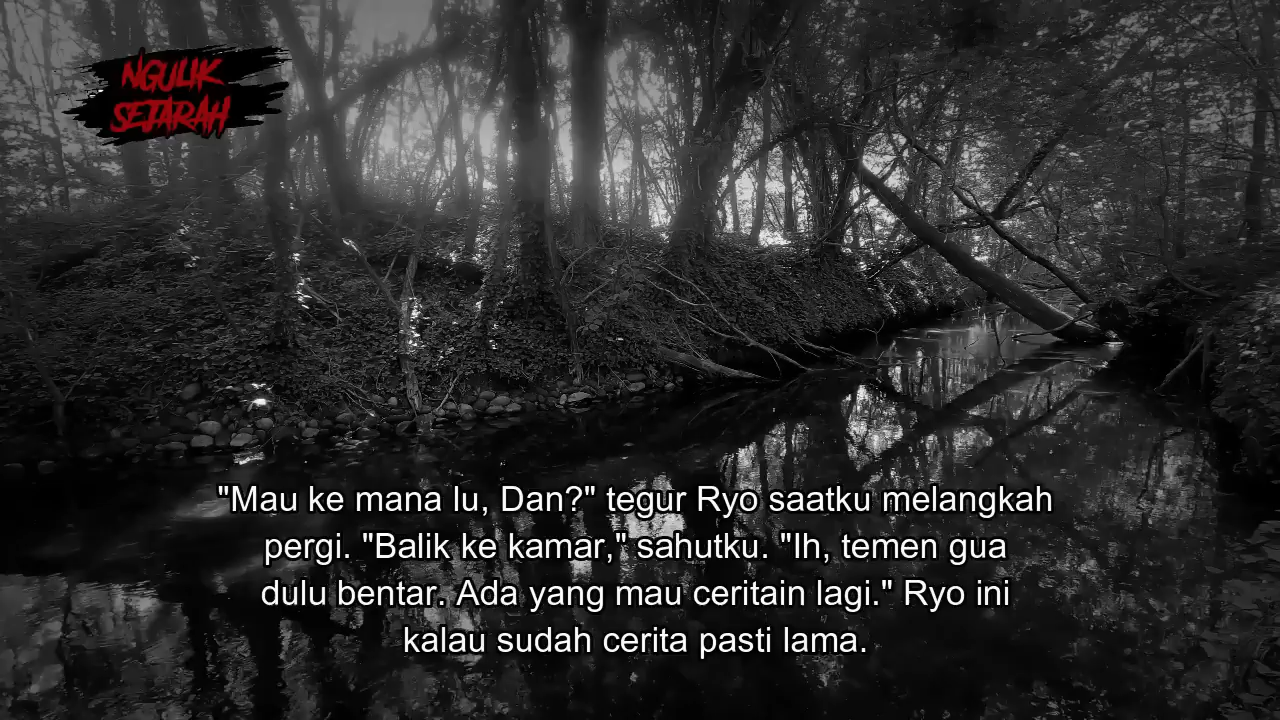 NGULIK
SEJARAH
"Mau ke mana lu, Dan?" tegur Ryo saatku melangkah
pergi. "Balik ke kamar," sahutku. "Ih, temen gua
dulu bentar. Ada yang mau ceritain lagi." Ryo ini
kalau sudah cerita pasti lama.